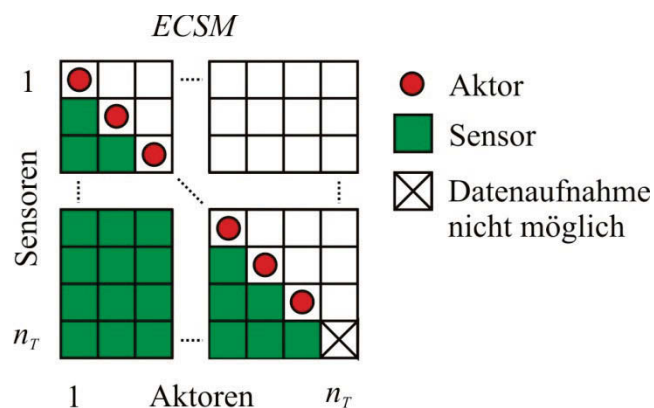 ECSM
1
Sensoren
n_T
1 Aktoren n_T
Aktor
Sensor
Datenaufnahme
nicht möglich